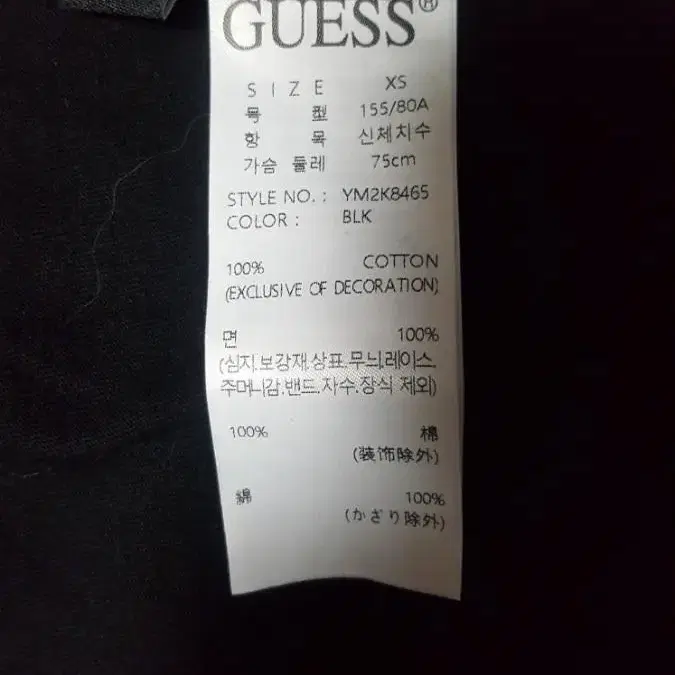 GUESS®
SIZE XS
号 型 155/80A
항 목 신체치수
가슴 둘레 75cm
STYLE NO. : YM2K8465
COLOR : BLK
100% COTTON
(EXCLUSIVE OF DECORATION)
면 100%
(심지.보강재.상표.무늬.레이스.
주머니감.밴드.자수.장식 제외)
100% 棉
(装饰除外)
綿 100%
(かざり除外)